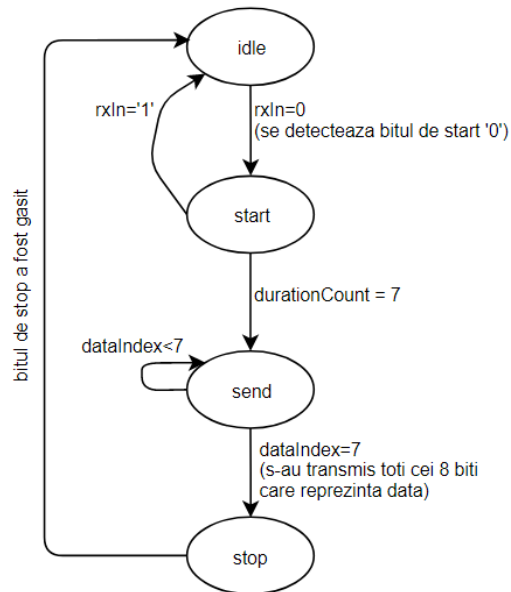 idle
rxIn='1'
rxIn=0
(se detecteaza bitul de start '0')
start
bitul de stop a fost gasit
durationCount = 7
dataIndex<7
send
dataIndex=7
(s-au transmis toti cei 8 biti
care reprezinta data)
stop